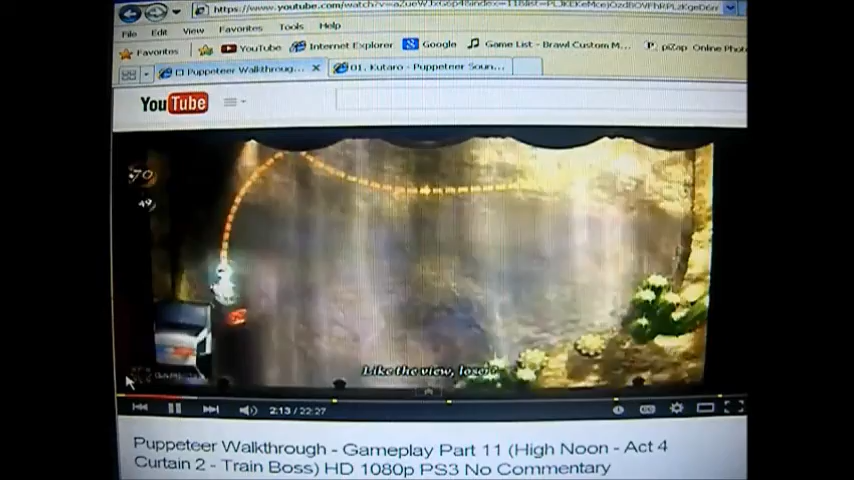 File Edit View Favorites Tools Help
Favorites YouTube Internet Explorer Google Game List - Brawl Custom M... piZap Online Phot
Puppeteer Walkthroug... 01. Kutaro - Puppeteer Soun...
YouTube
70
49
Like the view, loser?
2:13 / 22:27
Puppeteer Walkthrough - Gameplay Part 11 (High Noon - Act 4
Curtain 2 - Train Boss) HD 1080p PS3 No Commentary